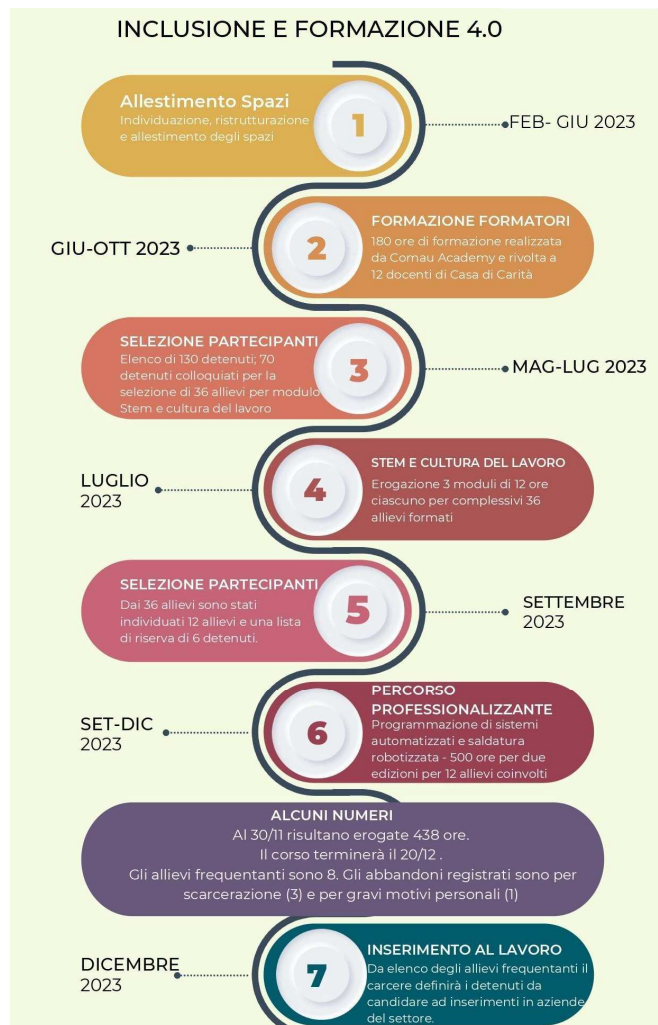 INCLUSIONE E FORMAZIONE 4.0
Allestimento Spazi
Individuazione, ristrutturazione
e allestimento degli spazi
1
FEB- GIU 2023
GIU-OTT 2023
2
FORMAZIONE FORMATORI
180 ore di formazione realizzata
da Comau Academy e rivolta a
12 docenti di Casa di Carità
SELEZIONE PARTECIPANTI
Elenco di 130 detenuti; 70
detenuti colloquiati per la
selezione di 36 allievi per modulo
Stem e cultura del lavoro
3
MAG-LUG 2023
LUGLIO
2023
4
STEM E CULTURA DEL LAVORO
Erogazione 3 moduli di 12 ore
ciascuno per complessivi 36
allievi formati
SELEZIONE PARTECIPANTI
Dai 36 allievi sono stati
individuati 12 allievi e una lista
di riserva di 6 detenuti.
5
SETTEMBRE
2023
SET-DIC
2023
6
PERCORSO
PROFESSIONALIZZANTE
Programmazione di sistemi
automatizzati e saldatura
robotizzata - 500 ore per due
edizioni per 12 allievi coinvolti
ALCUNI NUMERI
Al 30/11 risultano erogate 438 ore.
Il corso terminerà il 20/12 .
Gli allievi frequentanti sono 8. Gli abbandoni registrati sono per
scarcerazione (3) e per gravi motivi personali (1)
DICEMBRE
2023
7
INSERIMENTO AL LAVORO
Da elenco degli allievi frequentanti il
carcere definirà i detenuti da
candidare ad inserimenti in aziende
del settore.